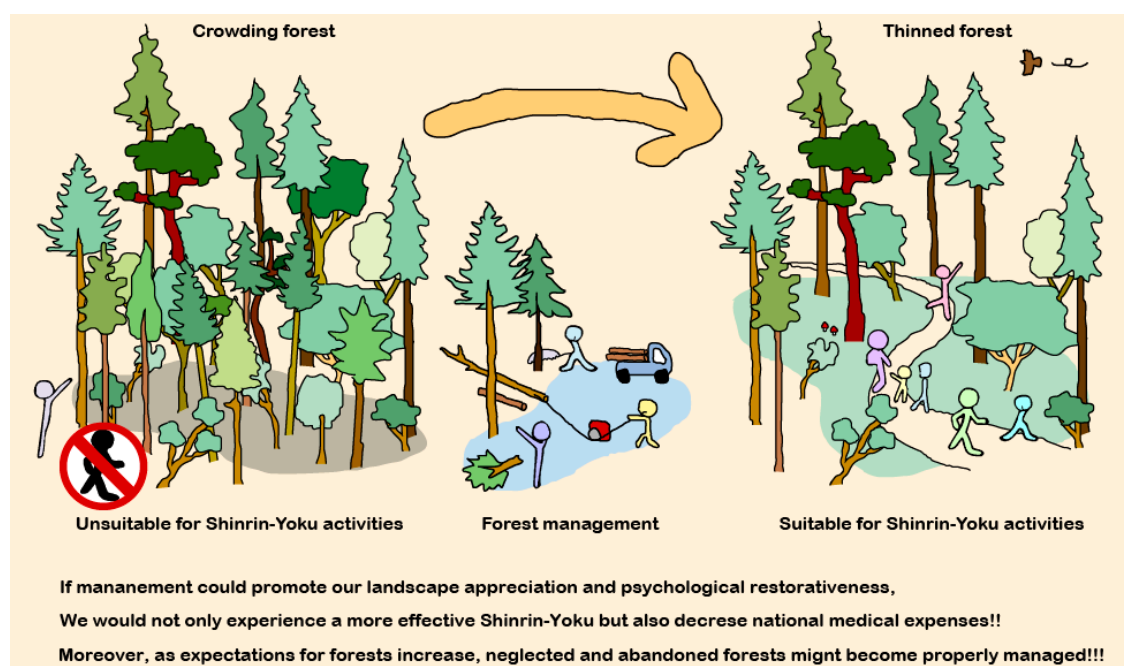 Crowding forest
Thinned forest
Unsuitable for Shinrin-Yoku activities
Forest management
Suitable for Shinrin-Yoku activities
If mananement could promote our landscape appreciation and psychological restorativeness,
We would not only experience a more effective Shinrin-Yoku but also decrese national medical expenses!!
Moreover, as expectations for forests increase, neglected and abandoned forests mignt become properly managed!!!